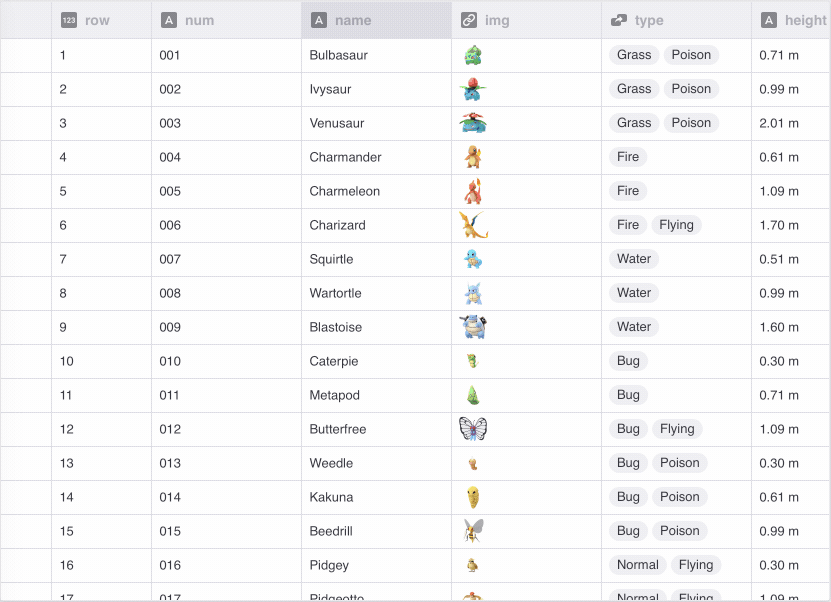 123 row A num A name img type A height
1 001 Bulbasaur Grass Poison 0.71 m
2 002 Ivysaur Grass Poison 0.99 m
3 003 Venusaur Grass Poison 2.01 m
4 004 Charmander Fire 0.61 m
5 005 Charmeleon Fire 1.09 m
6 006 Charizard Fire Flying 1.70 m
7 007 Squirtle Water 0.51 m
8 008 Wartortle Water 0.99 m
9 009 Blastoise Water 1.60 m
10 010 Caterpie Bug 0.30 m
11 011 Metapod Bug 0.71 m
12 012 Butterfree Bug Flying 1.09 m
13 013 Weedle Bug Poison 0.30 m
14 014 Kakuna Bug Poison 0.61 m
15 015 Beedrill Bug Poison 0.99 m
16 016 Pidgey Normal Flying 0.30 m
17 017 Pidgeotto Normal Flying 1.09 m